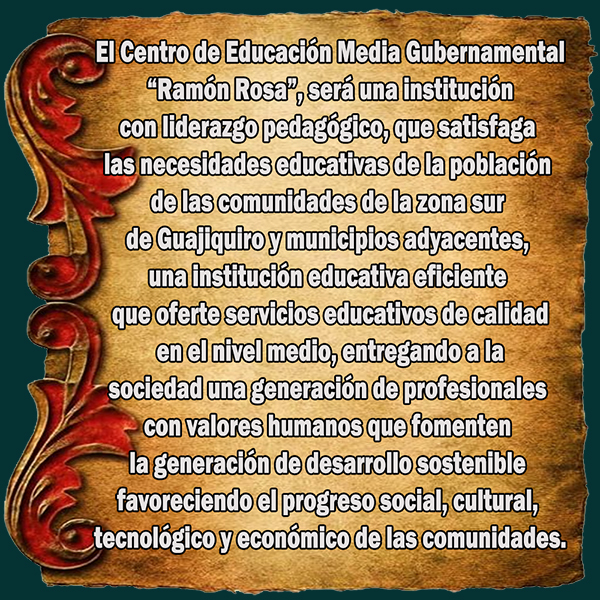 El Centro de Educación Media Gubernamental
“Ramón Rosa”, será una institución
con liderazgo pedagógico, que satisfaga
las necesidades educativas de la población
de las comunidades de la zona sur
de Guajiquiro y municipios adyacentes,
una institución educativa eficiente
que oferte servicios educativos de calidad
en el nivel medio, entregando a la
sociedad una generación de profesionales
con valores humanos que fomenten
la generación de desarrollo sostenible
favoreciendo el progreso social, cultural,
tecnológico y económico de las comunidades.